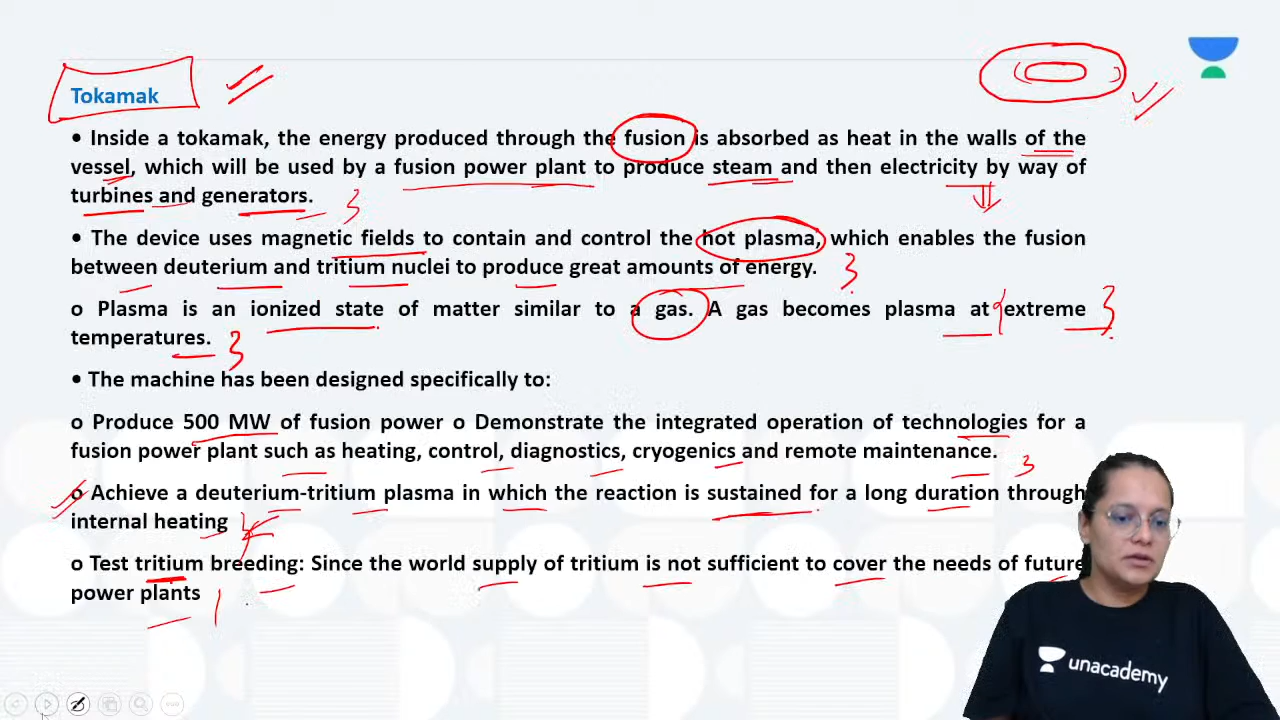 Tokamak
• Inside a tokamak, the energy produced through the fusion is absorbed as heat in the walls of the
vessel, which will be used by a fusion power plant to produce steam and then electricity by way of
turbines and generators.
• The device uses magnetic fields to contain and control the hot plasma, which enables the fusion
between deuterium and tritium nuclei to produce great amounts of energy.
o Plasma is an ionized state of matter similar to a gas. A gas becomes plasma at extreme
temperatures.
• The machine has been designed specifically to:
o Produce 500 MW of fusion power o Demonstrate the integrated operation of technologies for a
fusion power plant such as heating, control, diagnostics, cryogenics and remote maintenance.
o Achieve a deuterium-tritium plasma in which the reaction is sustained for a long duration through
internal heating
o Test tritium breeding: Since the world supply of tritium is not sufficient to cover the needs of future
power plants
unacademy